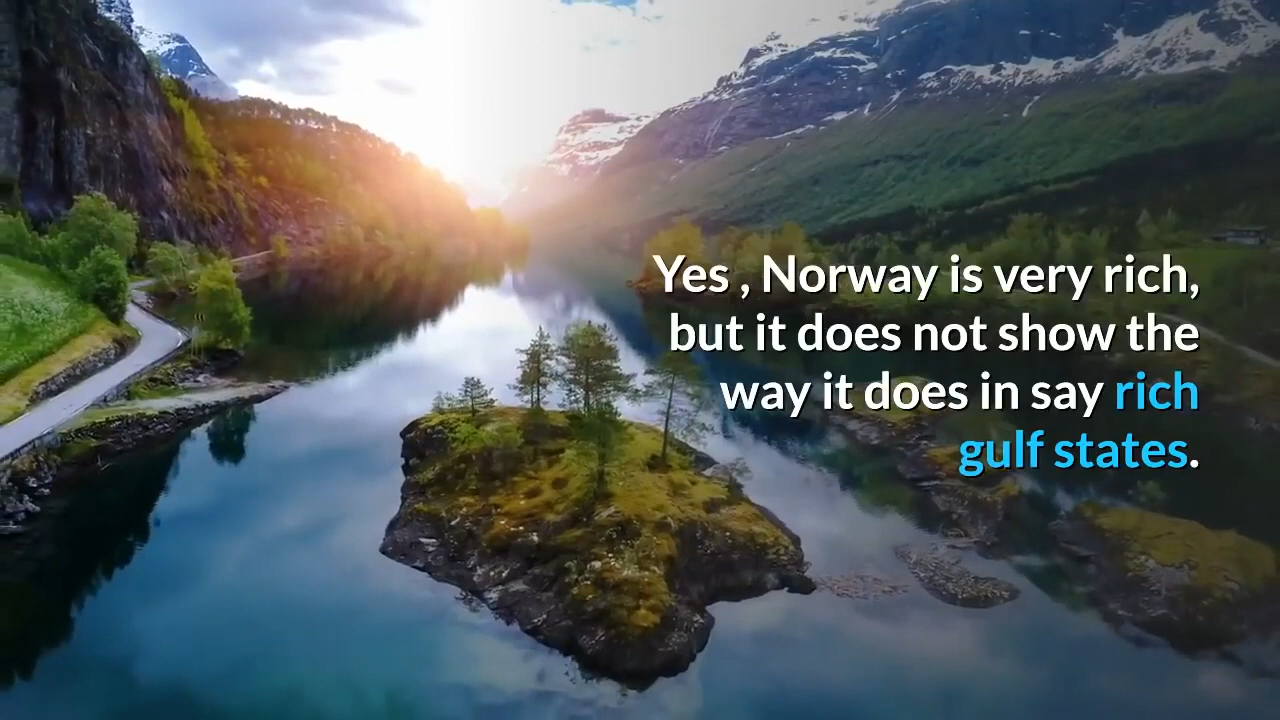 Yes , Norway is very rich,
but it does not show the
way it does in say rich
gulf states.